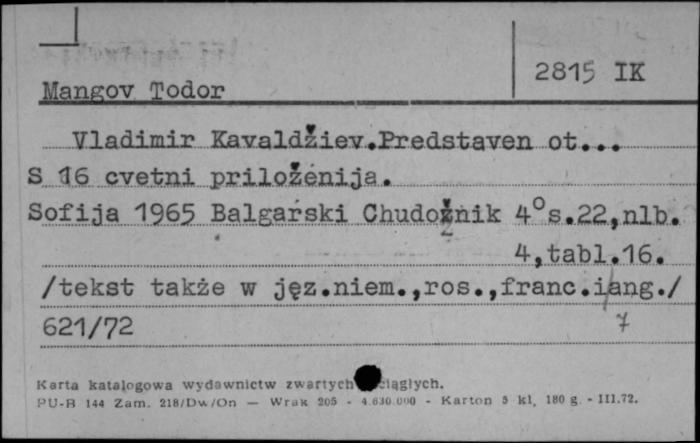 2815 IK
Mangov Todor
Vladimir Kavaldžiev.Predstaven ot...
S 16 cvetni priloženija.
Sofija 1965 Balgarski Chudožnik 4° s.22,nlb.
4,tabl.16.
/tekst także w jęz.niem.,ros.,franc.i/ang./
621/72 7
Karta katalogowa wydawnictw zwartych ciągłych.
PU-B 144 Zam. 218/Dw/On — Wrak 205 - 4.630.000 - Karton 5 kl, 180 g. - III.72.